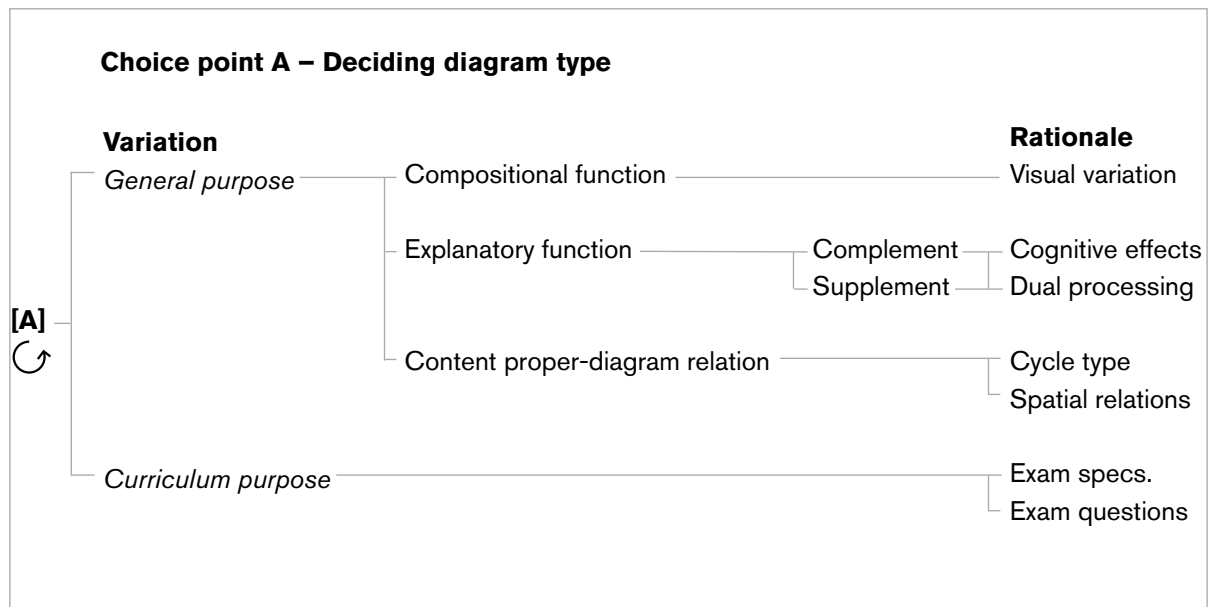 Choice point A – Deciding diagram type
Variation Rationale
General purpose Compositional function Visual variation
Explanatory function Complement Cognitive effects
Supplement Dual processing
[A]
Content proper-diagram relation Cycle type
Spatial relations
Curriculum purpose Exam specs.
Exam questions